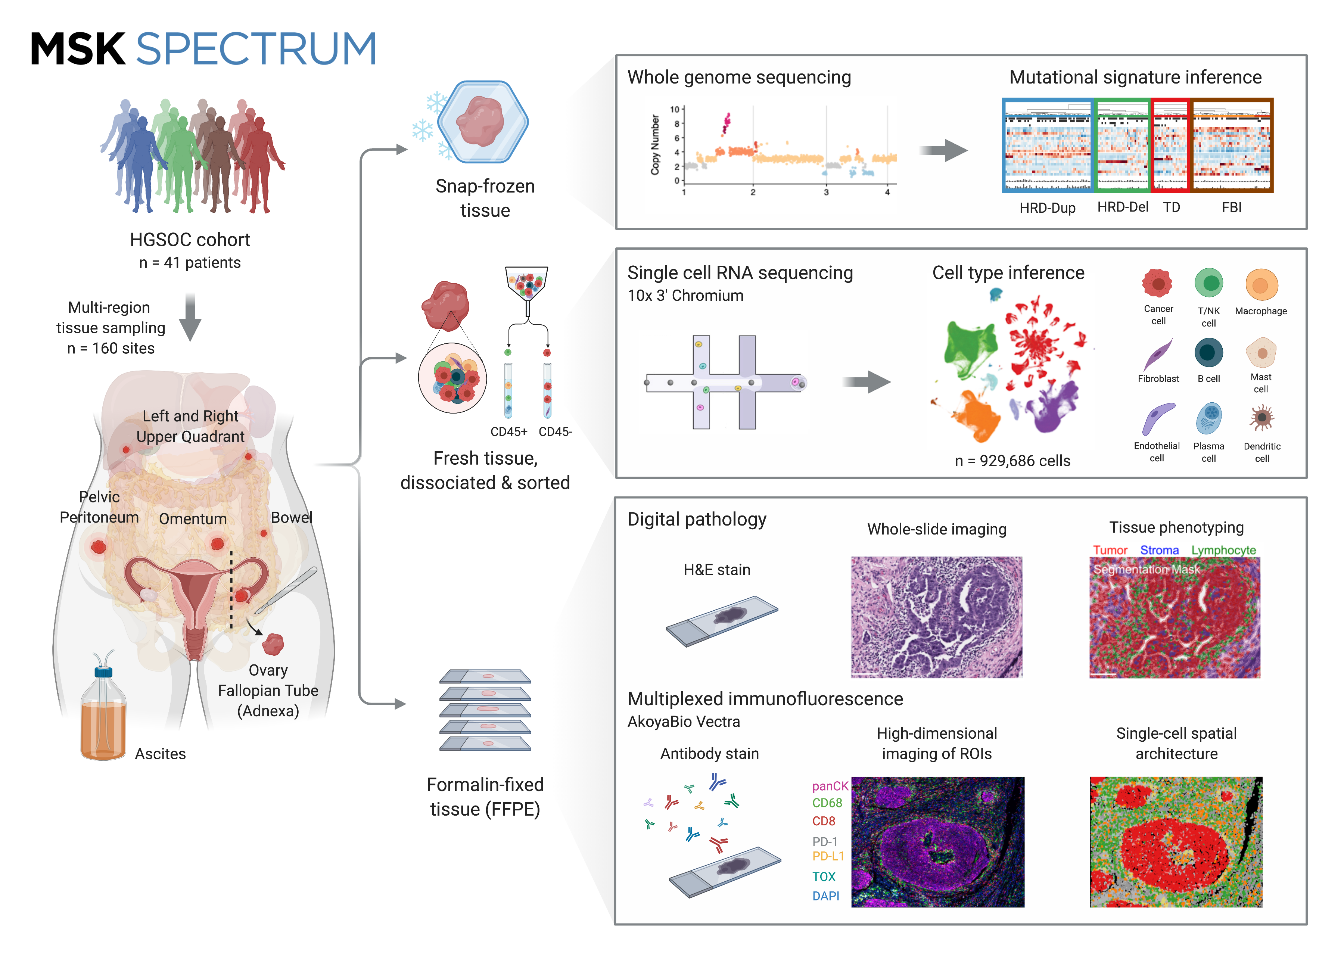 MSK SPECTRUM
HGSOC cohort
n = 41 patients
Multi-region
tissue sampling
n = 160 sites
Left and Right
Upper Quadrant
Pelvic
Peritoneum
Omentum
Bowel
Ovary
Fallopian Tube
(Adnexa)
Ascites
Snap-frozen
tissue
CD45+
CD45-
Fresh tissue,
dissociated & sorted
Formalin-fixed
tissue (FFPE)
Whole genome sequencing
Copy Number
10
8
6
4
2
0
1
2
3
4
Mutational signature inference
HRD-Dup
HRD-Del
TD
FBI
Single cell RNA sequencing
10x 3' Chromium
Cell type inference
n = 929,686 cells
Cancer
cell
T/NK
cell
Macrophage
Fibroblast
B cell
Mast
cell
Endothelial
cell
Plasma
cell
Dendritic
cell
Digital pathology
H&E stain
Whole-slide imaging
Tissue phenotyping
Tumor Stroma Lymphocyte
Segmentation Mask
Multiplexed immunofluorescence
AkoyaBio Vectra
Antibody stain
High-dimensional
imaging of ROIs
panCK
CD68
CD8
PD-1
PD-L1
TOX
DAPI
Single-cell spatial
architecture